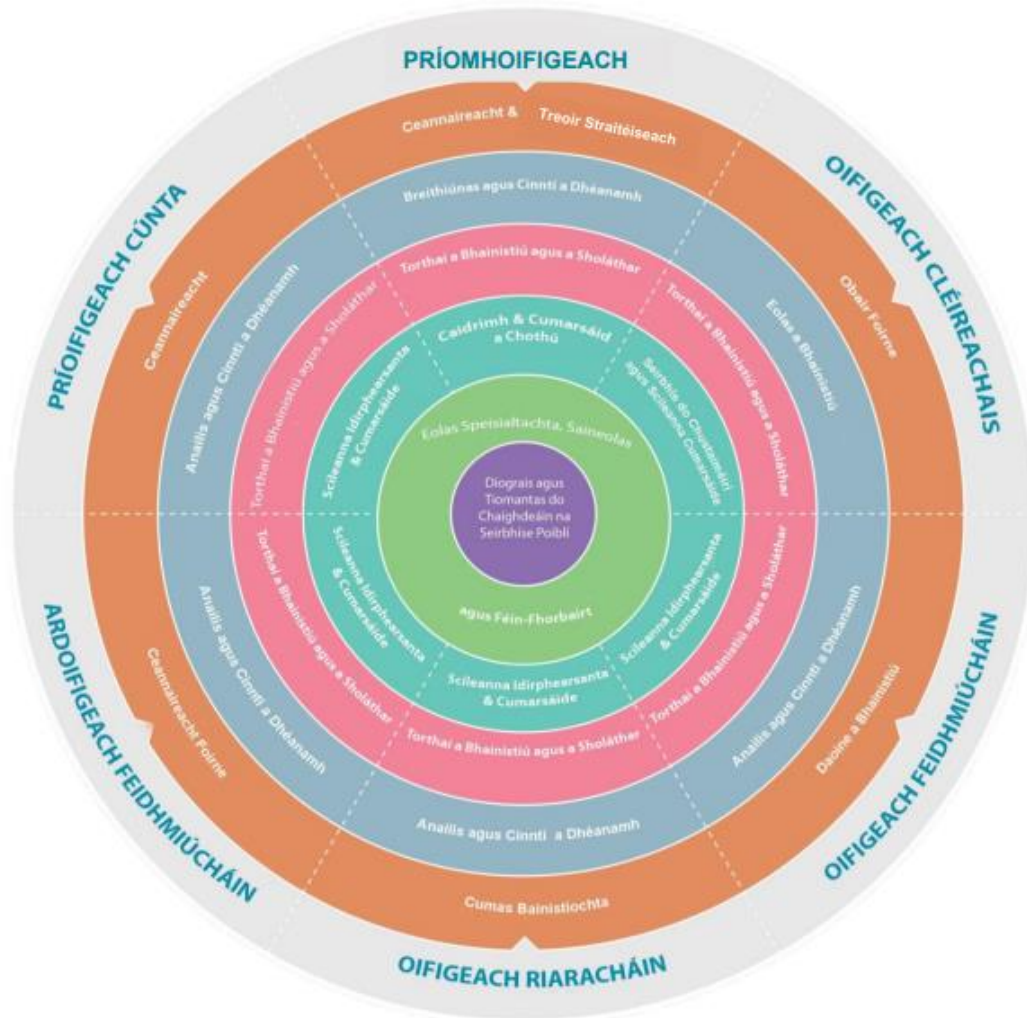 PRÍOMHOIFIGEACH
Ceannaireacht & Treoir Straitéiseach
Breithiúnas agus Cinntí a Dhéanamh
Torthaí a Bhainistiú agus a Sholáthar
Caidrimh & Cumarsáid
a Chothú
OIFIGEACH CLÉIREACHAIS
Obair Foirne
Eolas a Bhainistiú
Torthaí a Bhainistiú agus a Sholáthar
Seirbhís do Chustaiméirí
agus Scileanna Cumarsáide
OIFIGEACH FEIDHMIÚCHÁIN
Daoine a Bhainistiú
Anailís agus Cinntí a Dhéanamh
Torthaí a Bhainistiú agus a Sholáthar
Scileanna Idirphearsanta
& Cumarsáide
OIFIGEACH RIARACHÁIN
Cumas Bainistíochta
Anailís agus Cinntí a Dhéanamh
Torthaí a Bhainistiú agus a Sholáthar
Scileanna Idirphearsanta
& Cumarsáide
ARDOIFIGEACH FEIDHMIÚCHÁIN
Ceannaireacht Foirne
Anailís agus Cinntí a Dhéanamh
Torthaí a Bhainistiú agus a Sholáthar
Scileanna Idirphearsanta
& Cumarsáide
PRÍOIFIGEACH CÚNTA
Ceannaireacht
Anailís agus Cinntí a Dhéanamh
Torthaí a Bhainistiú agus a Sholáthar
Scileanna Idirphearsanta
& Cumarsáide
Eolas Speisialtachta, Saineolas
agus Féin-Fhorbairt
Díograis agus
Tiomantas do
Chaighdeáin na
Seirbhíse Poiblí